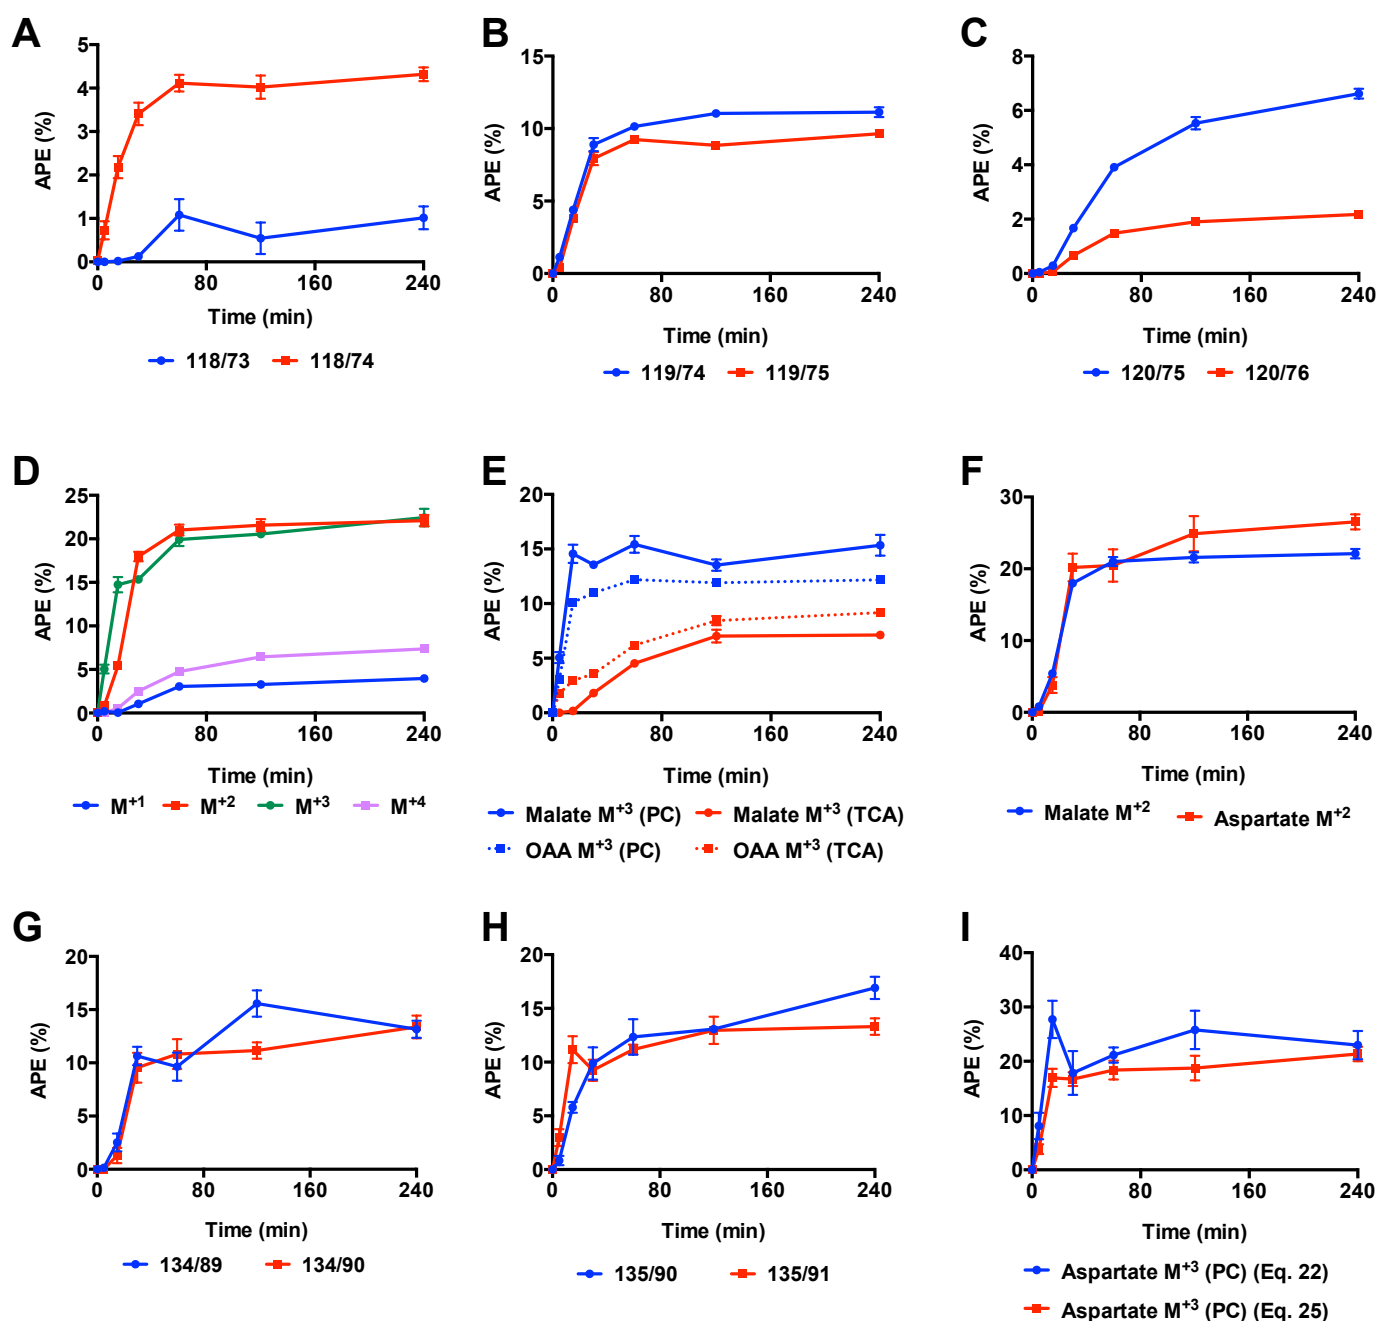 A
APE (%)
5
4
3
2
1
0
0 80 160 240
Time (min)
118/73 118/74
B
APE (%)
15
10
5
0
0 80 160 240
Time (min)
119/74 119/75
C
APE (%)
8
6
4
2
0
0 80 160 240
Time (min)
120/75 120/76
D
APE (%)
25
20
15
10
5
0
0 80 160 240
Time (min)
M+1 M+2 M+3 M+4
E
APE (%)
20
15
10
5
0
0 80 160 240
Time (min)
Malate M+3 (PC) Malate M+3 (TCA)
OAA M+3 (PC) OAA M+3 (TCA)
F
APE (%)
30
20
10
0
0 80 160 240
Time (min)
Malate M+2 Aspartate M+2
G
APE (%)
20
15
10
5
0
0 80 160 240
Time (min)
134/89 134/90
H
APE (%)
20
15
10
5
0
0 80 160 240
Time (min)
135/90 135/91
I
APE (%)
40
30
20
10
0
0 80 160 240
Time (min)
Aspartate M+3 (PC) (Eq. 22)
Aspartate M+3 (PC) (Eq. 25)